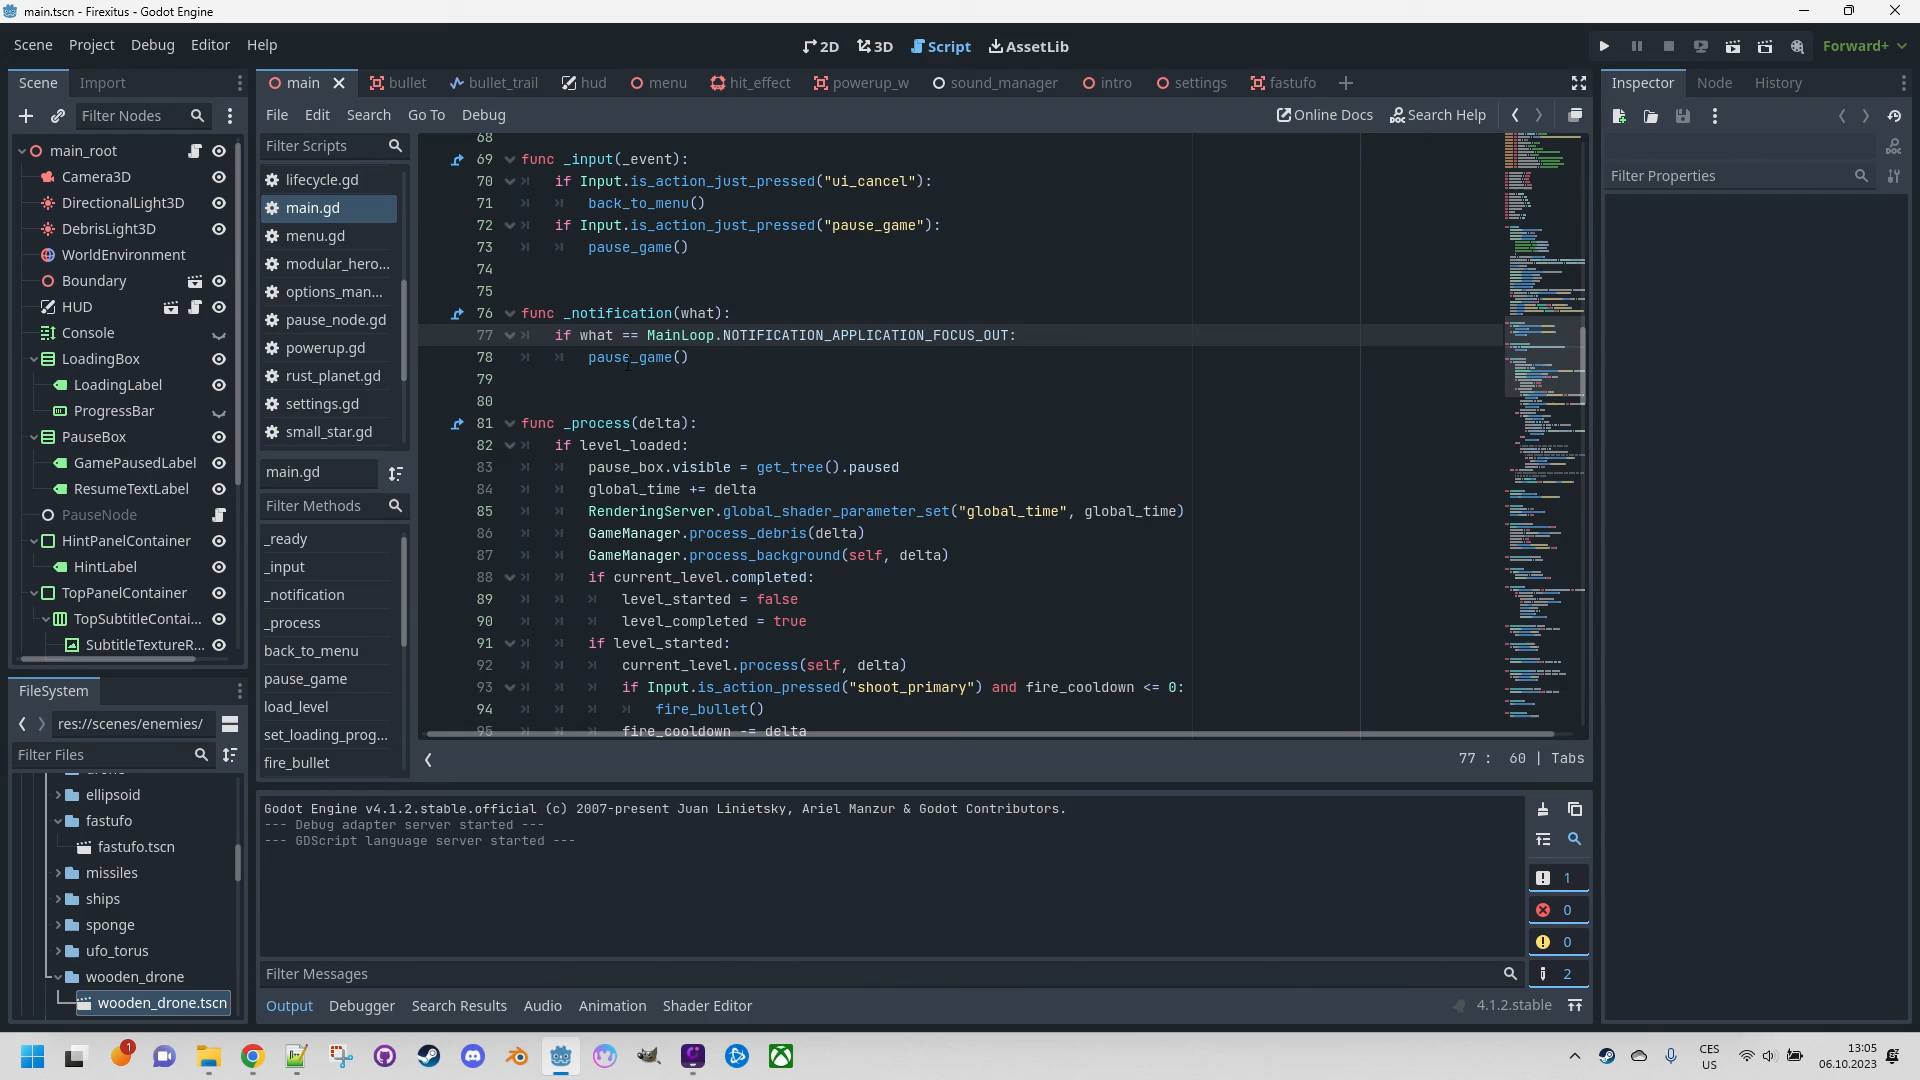 main.tscn - Firexitus - Godot Engine
Scene Project Debug Editor Help
2D 3D Script AssetLib
Forward+
Scene Import
main bullet bullet_trail hud menu hit_effect powerup_w sound_manager intro settings fastufo
Inspector Node History
Filter Nodes
File Edit Search Go To Debug
Online Docs Search Help
Filter Properties
main_root
Camera3D
DirectionalLight3D
DebrisLight3D
WorldEnvironment
Boundary
HUD
Console
LoadingBox
LoadingLabel
ProgressBar
PauseBox
GamePausedLabel
ResumeTextLabel
PauseNode
HintPanelContainer
HintLabel
TopPanelContainer
TopSubtitleContai...
SubtitleTextureR...
Filter Scripts
lifecycle.gd
main.gd
menu.gd
modular_hero...
options_man...
pause_node.gd
powerup.gd
rust_planet.gd
settings.gd
small_star.gd
main.gd
Filter Methods
_ready
_input
_notification
_process
back_to_menu
pause_game
load_level
set_loading_prog...
fire_bullet
68
69 func _input(_event):
70 if Input.is_action_just_pressed("ui_cancel"):
71 back_to_menu()
72 if Input.is_action_just_pressed("pause_game"):
73 pause_game()
74
75
76 func _notification(what):
77 if what == MainLoop.NOTIFICATION_APPLICATION_FOCUS_OUT:
78 pause_game()
79
80
81 func _process(delta):
82 if level_loaded:
83 pause_box.visible = get_tree().paused
84 global_time += delta
85 RenderingServer.global_shader_parameter_set("global_time", global_time)
86 GameManager.process_debris(delta)
87 GameManager.process_background(self, delta)
88 if current_level.completed:
89 level_started = false
90 level_completed = true
91 if level_started:
92 current_level.process(self, delta)
93 if Input.is_action_pressed("shoot_primary") and fire_cooldown <= 0:
94 fire_bullet()
95 fire_cooldown -= delta
77 : 60 | Tabs
FileSystem
res://scenes/enemies/
Filter Files
drone
ellipsoid
fastufo
fastufo.tscn
missiles
ships
sponge
ufo_torus
wooden_drone
wooden_drone.tscn
Godot Engine v4.1.2.stable.official (c) 2007-present Juan Linietsky, Ariel Manzur & Godot Contributors.
--- Debug adapter server started ---
--- GDScript language server started ---
1
0
0
2
Filter Messages
Output Debugger Search Results Audio Animation Shader Editor
4.1.2.stable
1
CES
US
13:05
06.10.2023